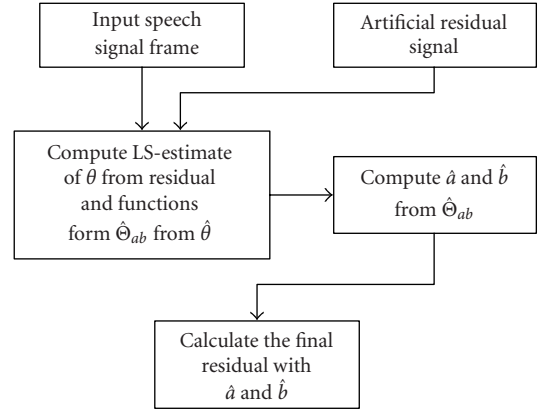 Input speech
signal frame
Artificial residual
signal
Compute LS-estimate
of θ from residual
and functions
form Θ̂ab from θ̂
Compute â and b̂
from Θ̂ab
Calculate the final
residual with
â and b̂